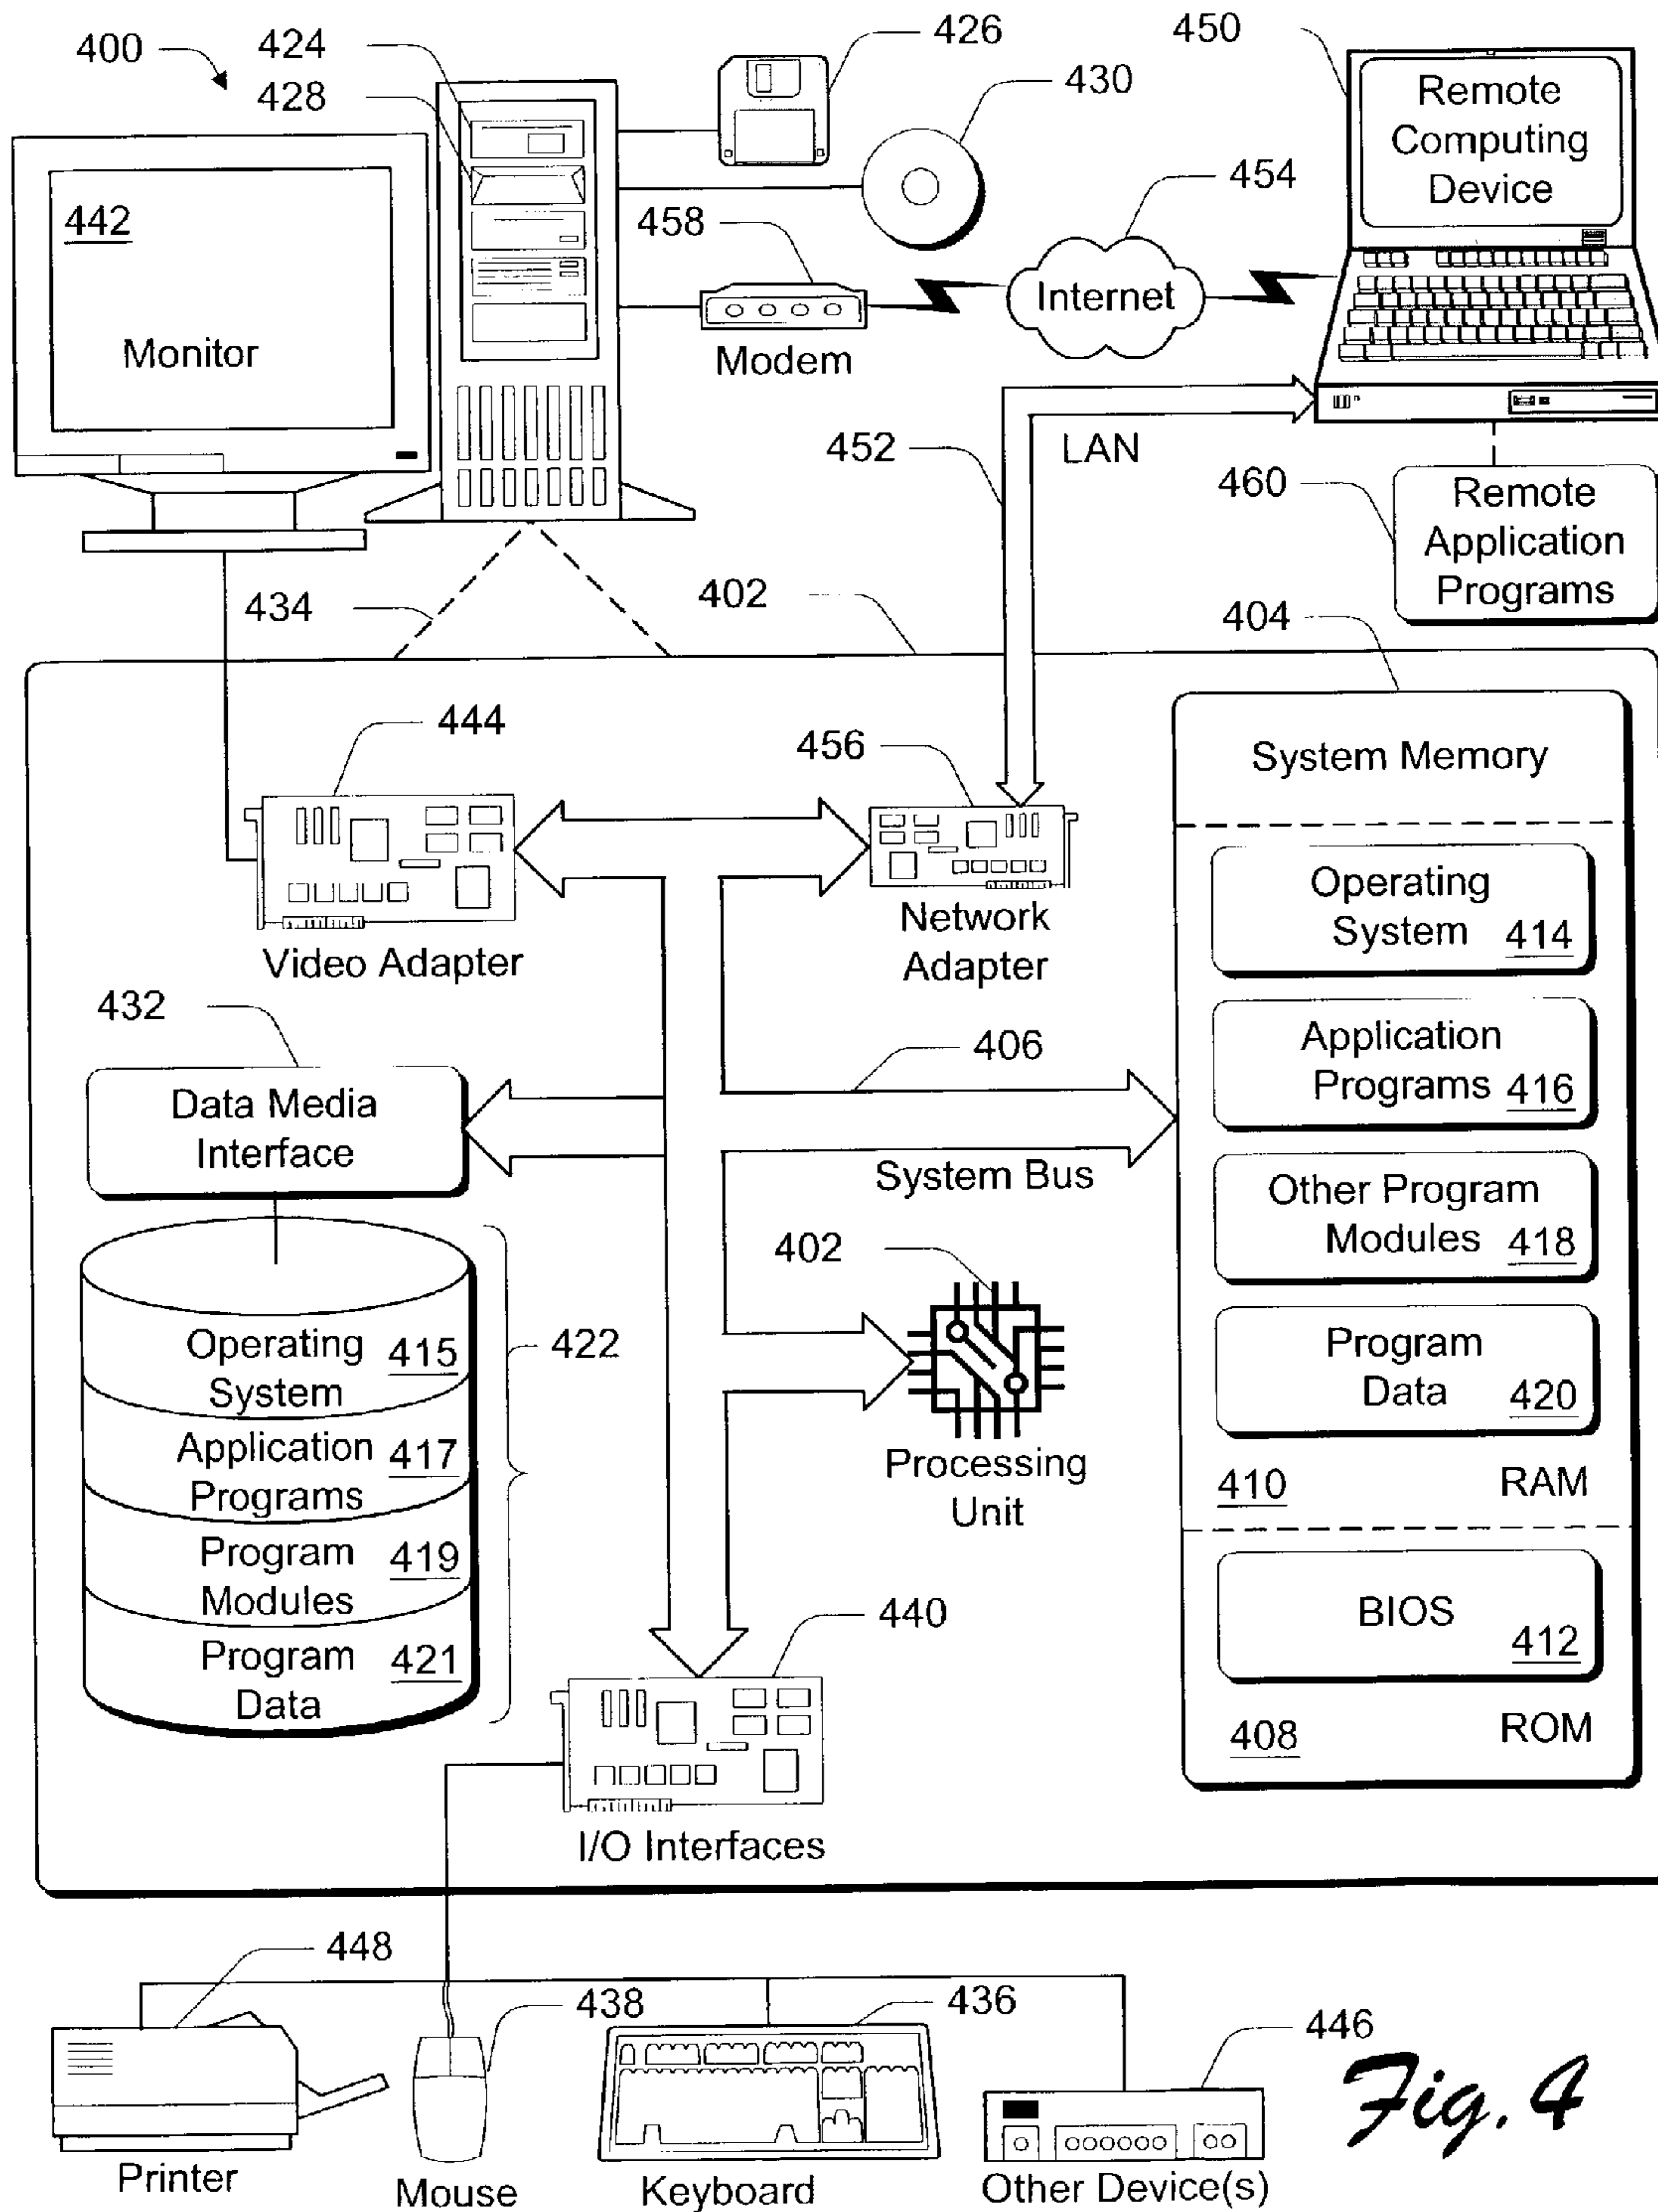 400
424
428
426
430
450
Remote
Computing
Device
442
Monitor
458
Modem
454
Internet
452
LAN
460
Remote
Application
Programs
434
402
404
444
Video Adapter
456
Network
Adapter
System Memory
Operating
System 414
Application
Programs 416
Other Program
Modules 418
Program
Data 420
410 RAM
BIOS
412
408 ROM
432
Data Media
Interface
406
System Bus
402
Processing
Unit
Operating 415
System
Application 417
Programs
Program 419
Modules
Program 421
Data
422
440
I/O Interfaces
448
Printer
438
Mouse
436
Keyboard
446
Other Device(s)
Fig. 4